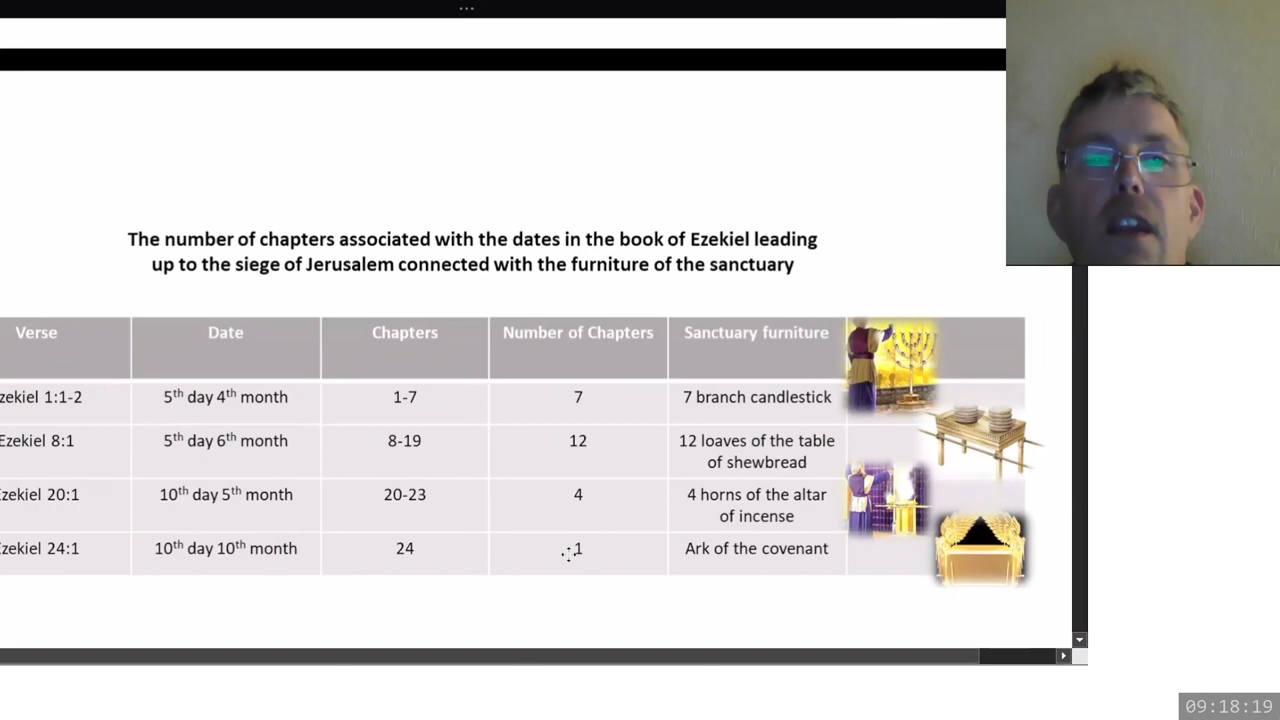 ...
The number of chapters associated with the dates in the book of Ezekiel leading
up to the siege of Jerusalem connected with the furniture of the sanctuary
Verse Date Chapters Number of Chapters Sanctuary furniture
zekiel 1:1-2 5th day 4th month 1-7 7 7 branch candlestick
Ezekiel 8:1 5th day 6th month 8-19 12 12 loaves of the table
of shewbread
Ezekiel 20:1 10th day 5th month 20-23 4 4 horns of the altar
of incense
Ezekiel 24:1 10th day 10th month 24 1 Ark of the covenant
09:18:19